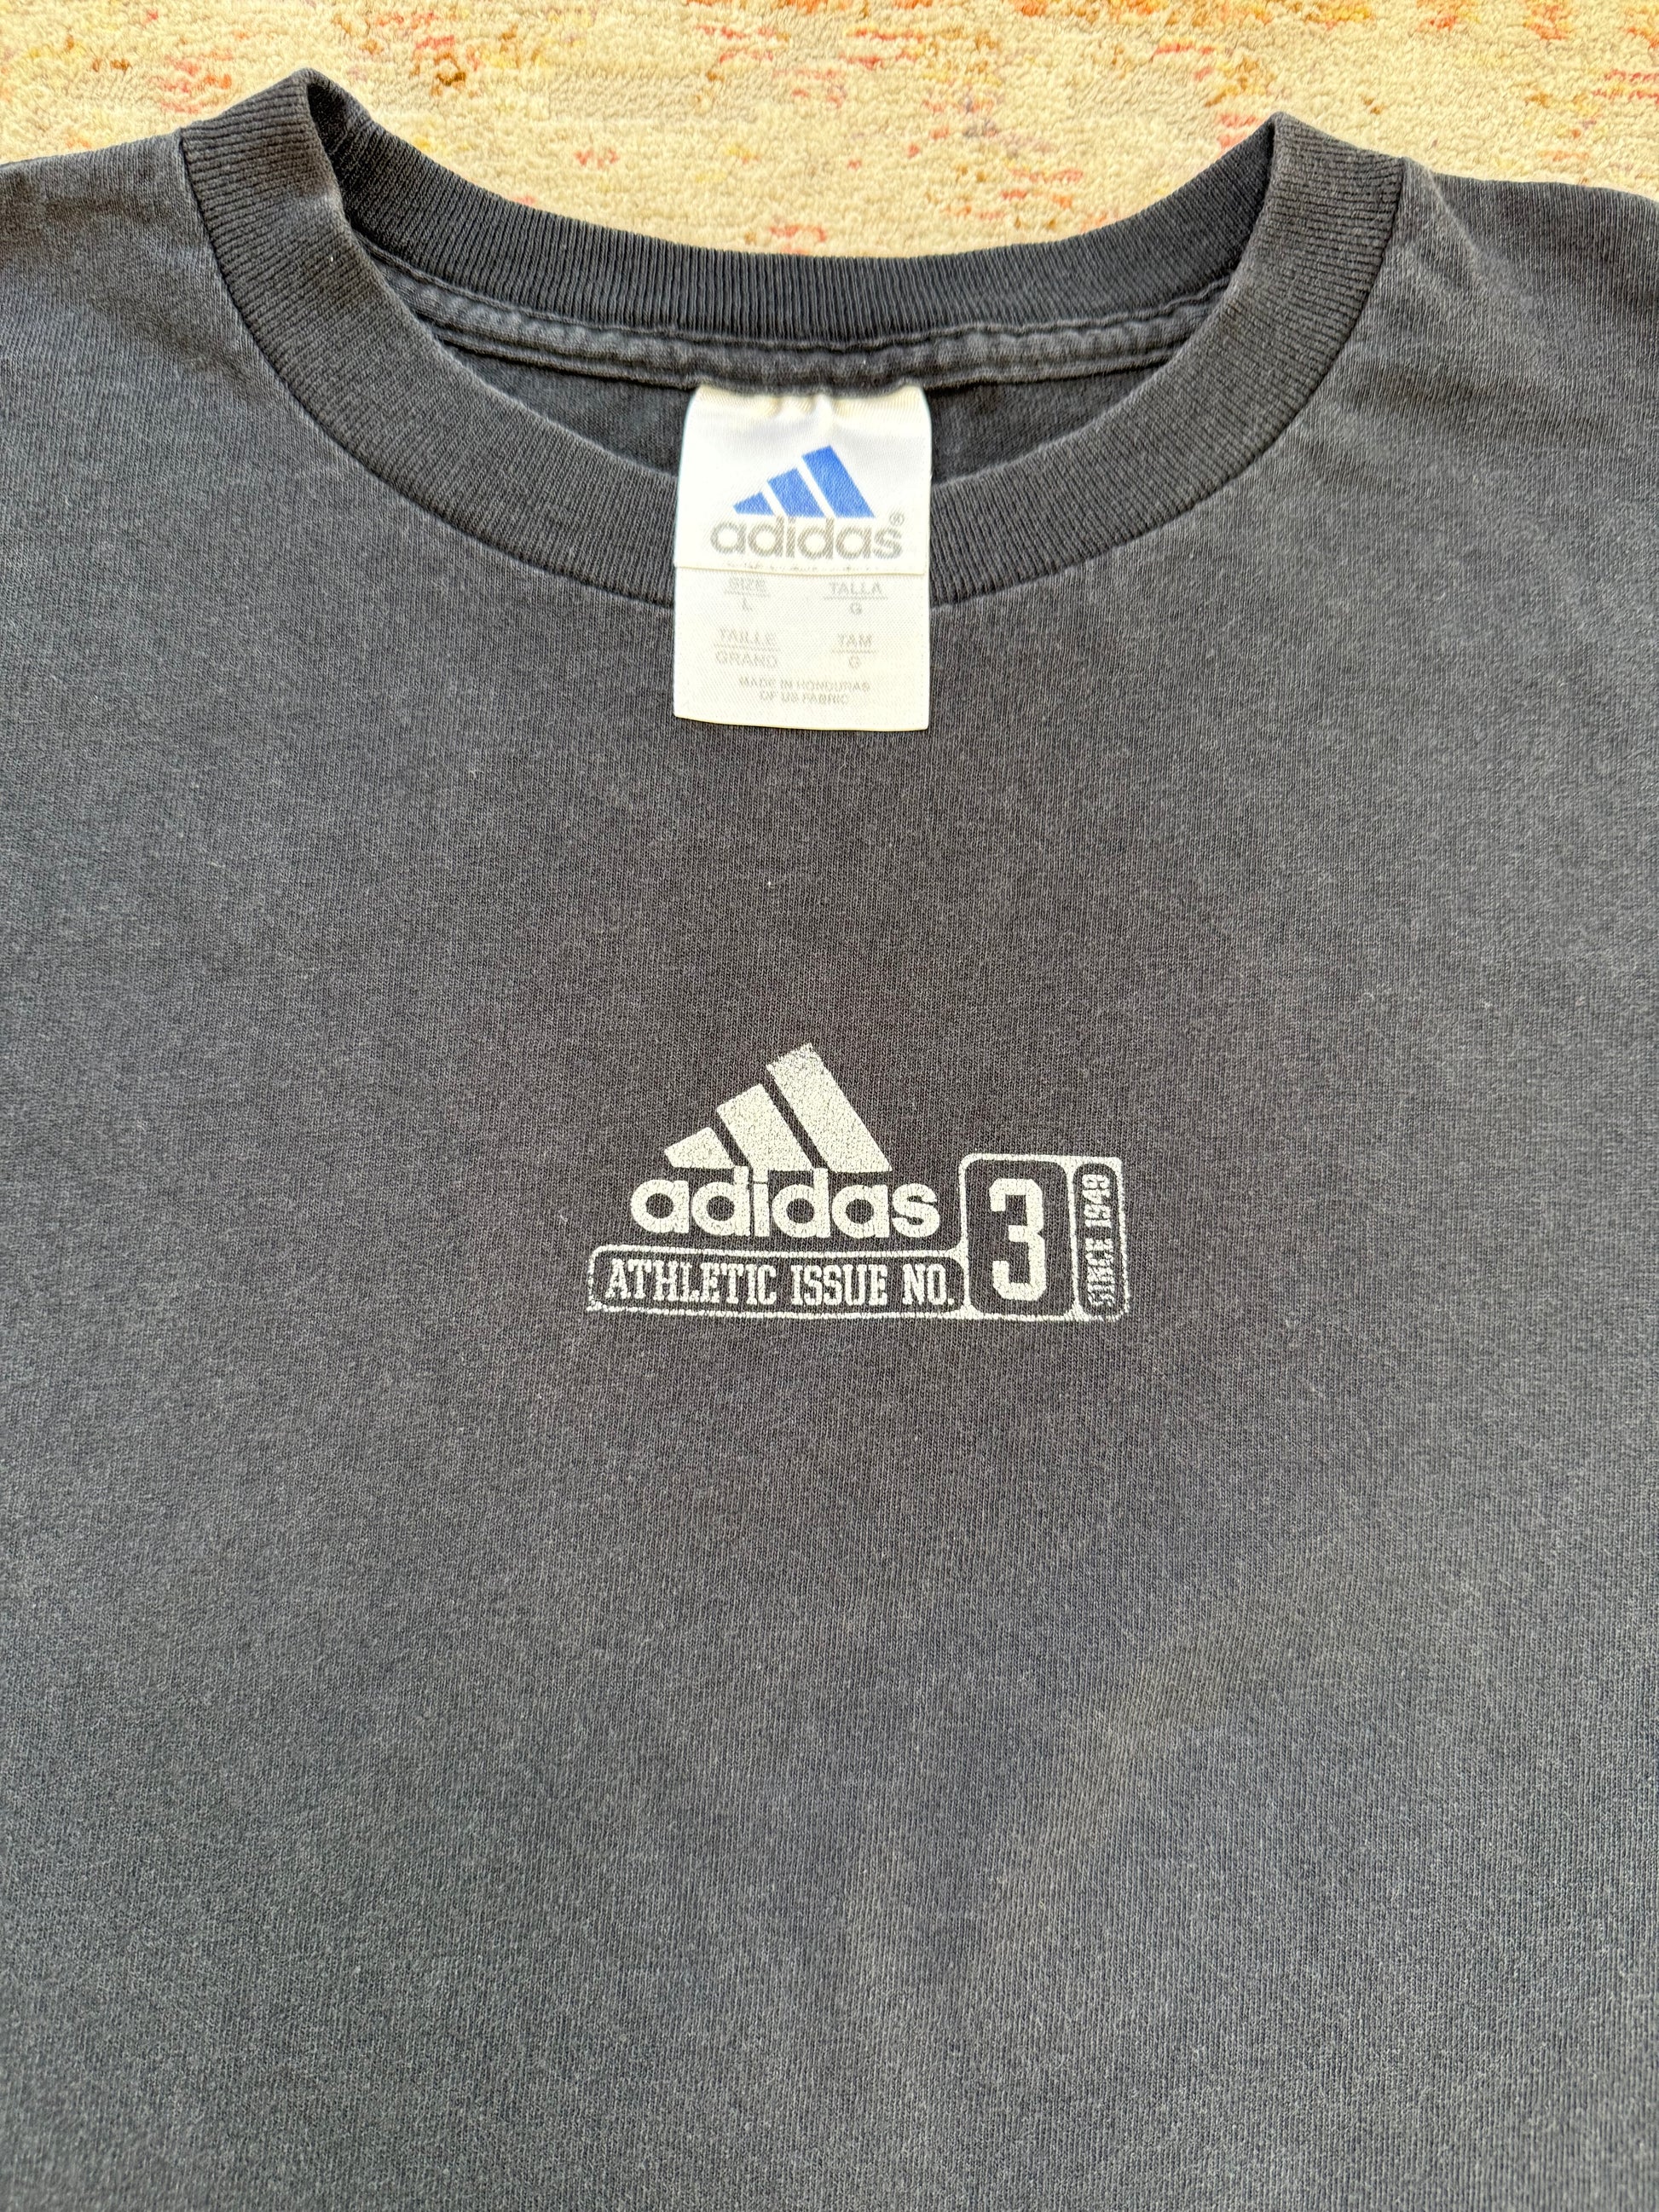 adidas®
SIZE TALLA
L G
TAILLE TAM
GRAND G
MADE IN HONDURAS
OF US FABRIC
adidas
ATHLETIC ISSUE NO. 3 SINCE 1949